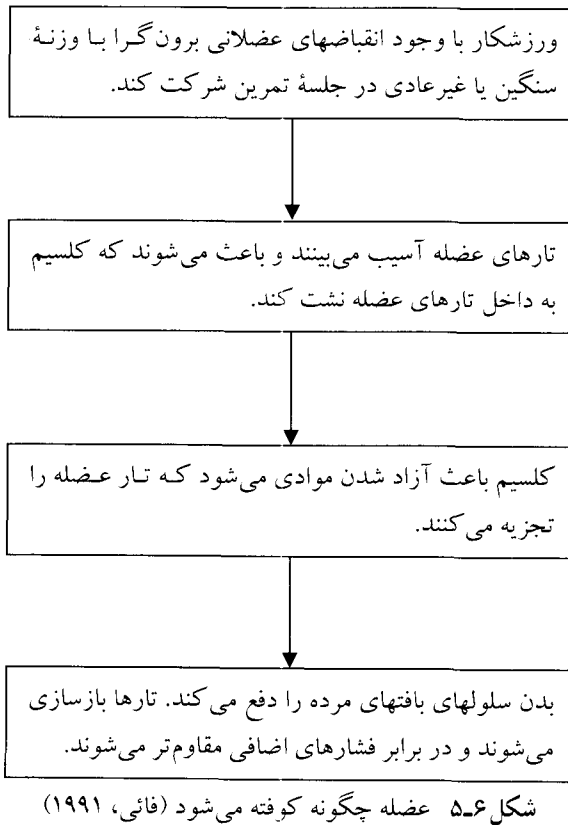 ورزشکار با وجود انقباضهای عضلانی برون‌گرا با وزنهٔ
سنگین یا غیرعادی در جلسهٔ تمرین شرکت کند.
تارهای عضله آسیب می‌بینند و باعث می‌شوند که کلسیم
به داخل تارهای عضله نشت کند.
کلسیم باعث آزاد شدن موادی می‌شود که تار عضله را
تجزیه می‌کنند.
بدن سلولهای بافتهای مرده را دفع می‌کند. تارها بازسازی
می‌شوند و در برابر فشارهای اضافی مقاوم‌تر می‌شوند.
شکل ۶ـ۵ عضله چگونه کوفته می‌شود (فائی، ۱۹۹۱)